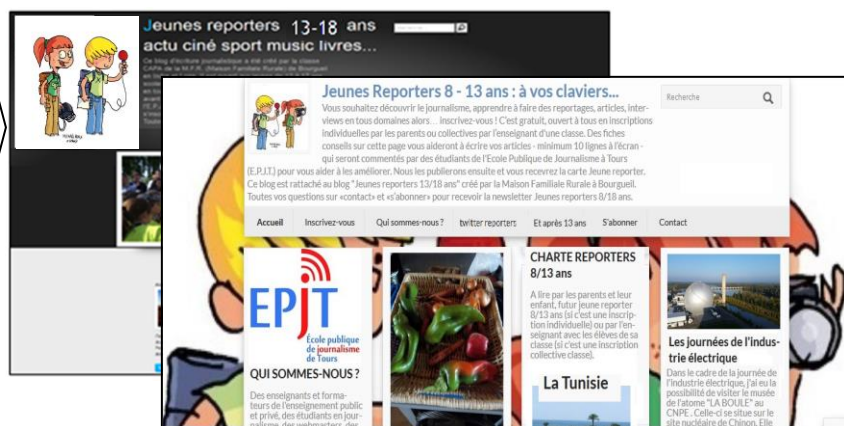 Jeunes reporters 13-18 ans
actu ciné sport music livres...
Ce blog d'écriture journalistique a été créé par la classe
CAPA de la M.F.R. (Maison Familiale Rurale) de Bourgueil
Jeunes Reporters 8 - 13 ans : à vos claviers...
Vous souhaitez découvrir le journalisme, apprendre à faire des reportages, articles, inter-
views en tous domaines alors... inscrivez-vous ! C'est gratuit, ouvert à tous en inscriptions
individuelles par les parents ou collectives par l'enseignant d'une classe. Des fiches
conseils sur cette page vous aideront à écrire vos articles - minimum 10 lignes à l'écran -
qui seront commentés par des étudiants de l'Ecole Publique de Journalisme à Tours
(E.P.J.T.) pour vous aider à les améliorer. Nous les publierons ensuite et vous recevrez la carte Jeune reporter.
Ce blog est rattaché au blog "Jeunes reporters 13/18 ans" créé par la Maison Familiale Rurale à Bourgueil.
Toutes vos questions sur «contact» et «s'abonner» pour recevoir la newsletter Jeunes reporters 8/18 ans.
Recherche
Accueil Inscrivez-vous Qui sommes-nous ? twitter reporters Et après 13 ans S'abonner Contact
EPJT
École publique
de journalisme
de Tours
QUI SOMMES-NOUS ?
Des enseignants et forma-
teurs de l'enseignement public
et privé, des étudiants en jour-
nalisme, des webmasters, des
CHARTE REPORTERS
8/13 ans
A lire par les parents et leur
enfant, futur jeune reporter
8/13 ans (si c'est une inscrip-
tion individuelle) ou par l'en-
seignant avec les élèves de sa
classe (si c'est une inscription
collective classe).
La Tunisie
Les journées de l'indus-
trie électrique
Dans le cadre de la journée de
l'industrie électrique, j'ai eu la
possibilité de visiter le musée
de l'atome "LA BOULE" au
CNPE . Celle-ci se situe sur le
site nucléaire de Chinon. Elle